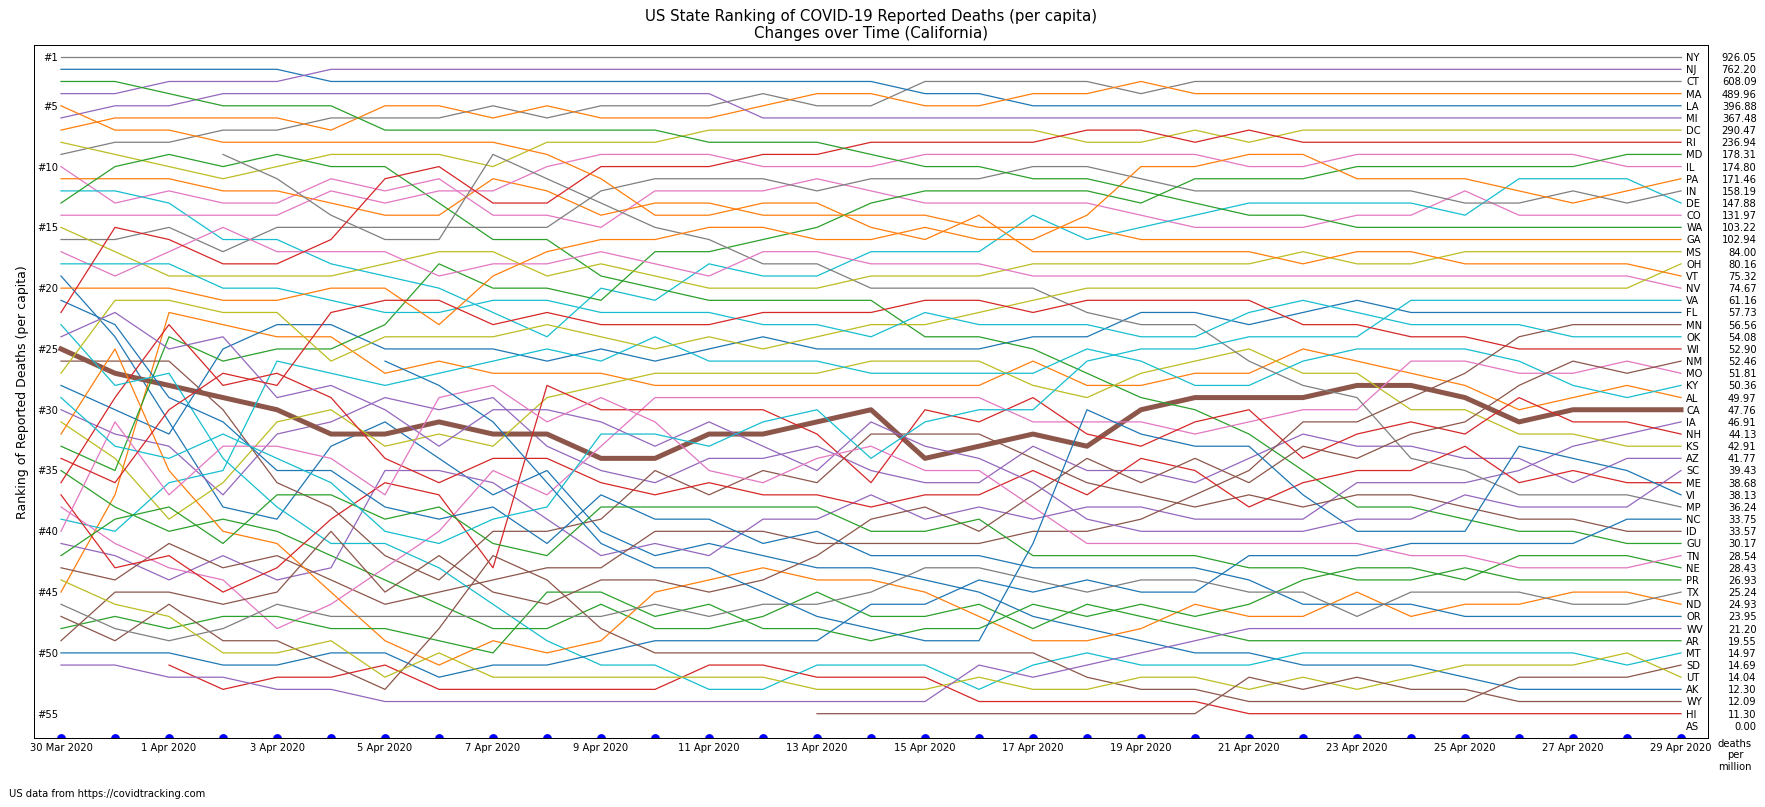 US State Ranking of COVID-19 Reported Deaths (per capita)
Changes over Time (California)
Ranking of Reported Deaths (per capita)
#1
#5
#10
#15
#20
#25
#30
#35
#40
#45
#50
#55
NY 926.05
NJ 762.20
CT 608.09
MA 489.96
LA 396.88
MI 367.48
DC 290.47
RI 236.94
MD 178.31
IL 174.80
PA 171.46
IN 158.19
DE 147.88
CO 131.97
WA 103.22
GA 102.94
MS 84.00
OH 80.16
VT 75.32
NV 74.67
VA 61.16
FL 57.73
MN 56.56
OK 54.08
WI 52.90
NM 52.46
MO 51.81
KY 50.36
AL 49.97
CA 47.76
IA 46.91
NH 44.13
KS 42.91
AZ 41.77
SC 39.43
ME 38.68
VI 38.13
MP 36.24
NC 33.75
ID 33.57
GU 30.17
TN 28.54
NE 28.43
PR 26.93
TX 25.24
ND 24.93
OR 23.95
WV 21.20
AR 19.55
MT 14.97
SD 14.69
UT 14.04
AK 12.30
WY 12.09
HI 11.30
AS 0.00
30 Mar 2020 1 Apr 2020 3 Apr 2020 5 Apr 2020 7 Apr 2020 9 Apr 2020 11 Apr 2020 13 Apr 2020 15 Apr 2020 17 Apr 2020 19 Apr 2020 21 Apr 2020 23 Apr 2020 25 Apr 2020 27 Apr 2020 29 Apr 2020
deaths
per
million
US data from https://covidtracking.com